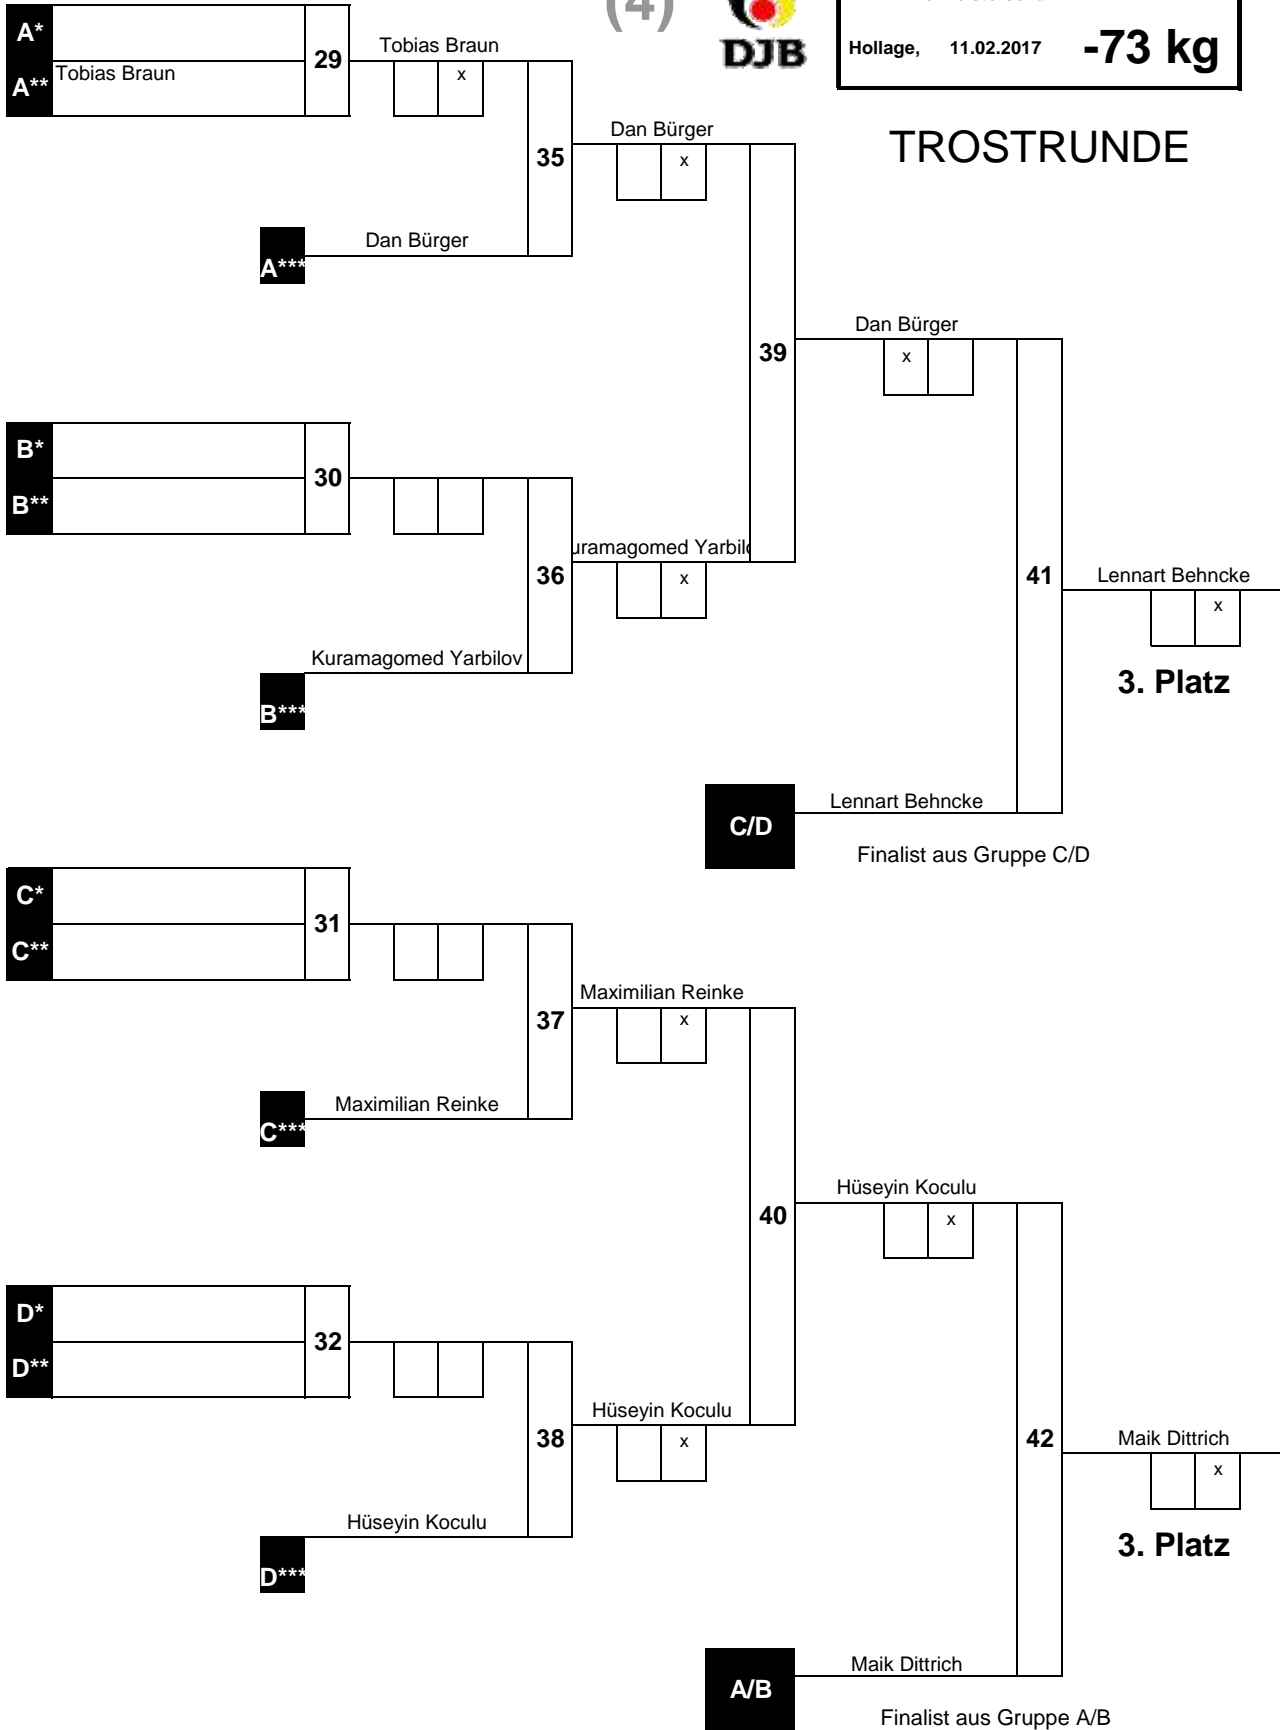 (4)
DJB
Hollage, 11.02.2017 -73 kg
TROSTRUNDE
A*
A** Tobias Braun
29
Tobias Braun
x
35
Dan Bürger
x
A***
Dan Bürger
39
Dan Bürger
x
B*
B**
30
36
uramagomed Yarbil
x
Kuramagomed Yarbilov
B***
41
Lennart Behncke
x
3. Platz
C/D
Lennart Behncke
Finalist aus Gruppe C/D
C*
C**
31
37
Maximilian Reinke
x
Maximilian Reinke
C***
40
Hüseyin Koculu
x
D*
D**
32
38
Hüseyin Koculu
x
Hüseyin Koculu
D***
42
Maik Dittrich
x
3. Platz
A/B
Maik Dittrich
Finalist aus Gruppe A/B